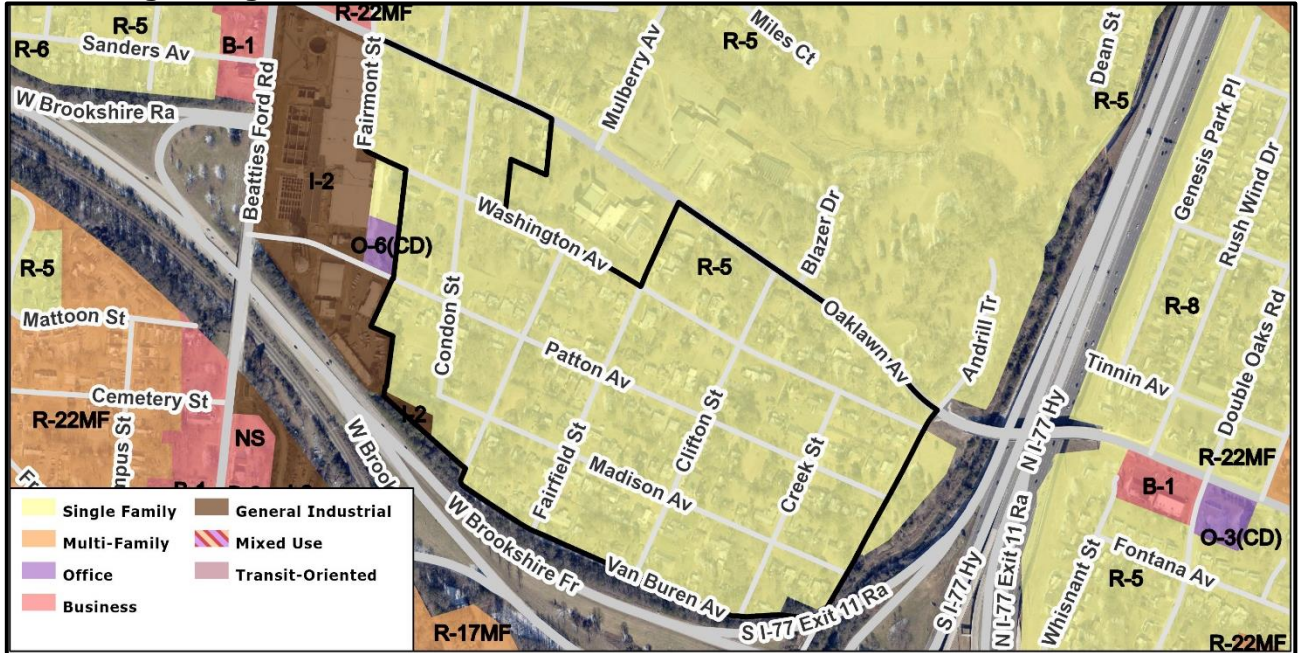 R-22MF
R-5
R-6
Sanders Av
B-1
Fairmont St
Mulberry Av
R-5
Miles Ct
Dean St
R-5
W Brookshire Ra
Beatties Ford Rd
I-2
Genesis Park Pl
Rush Wind Dr
Washington Av
O-6(CD)
R-5
Blazer Dr
R-5
Condon St
Oaklawn Av
Andrill Tr
R-8
Double Oaks Rd
Mattoon St
Patton Av
Tinnin Av
Cemetery St
R-22MF
NS
I-2
Fairfield St
Clifton St
Creek St
N I-77 Hy
R-22MF
Madison Av
B-1
O-3(CD)
W Brookshire Fr
Van Buren Av
S I-77 Exit 11 Ra
S I-77 Hy
N I-77 Exit 11 Ra
Whisnant St
R-5
Fontana Av
R-17MF
R-22MF
Single Family
General Industrial
Multi-Family
Mixed Use
Office
Transit-Oriented
Business